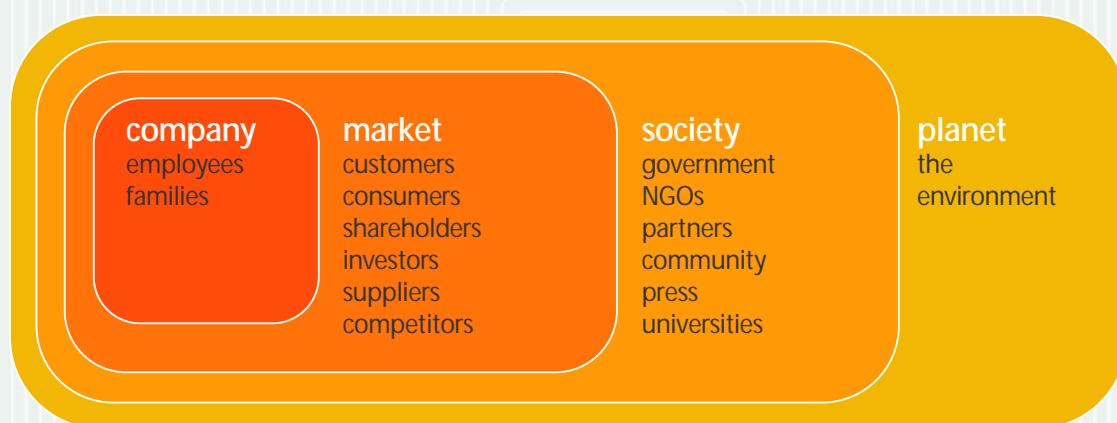 company
employees
families
market
customers
consumers
shareholders
investors
suppliers
competitors
society
government
NGOs
partners
community
press
universities
planet
the
environment